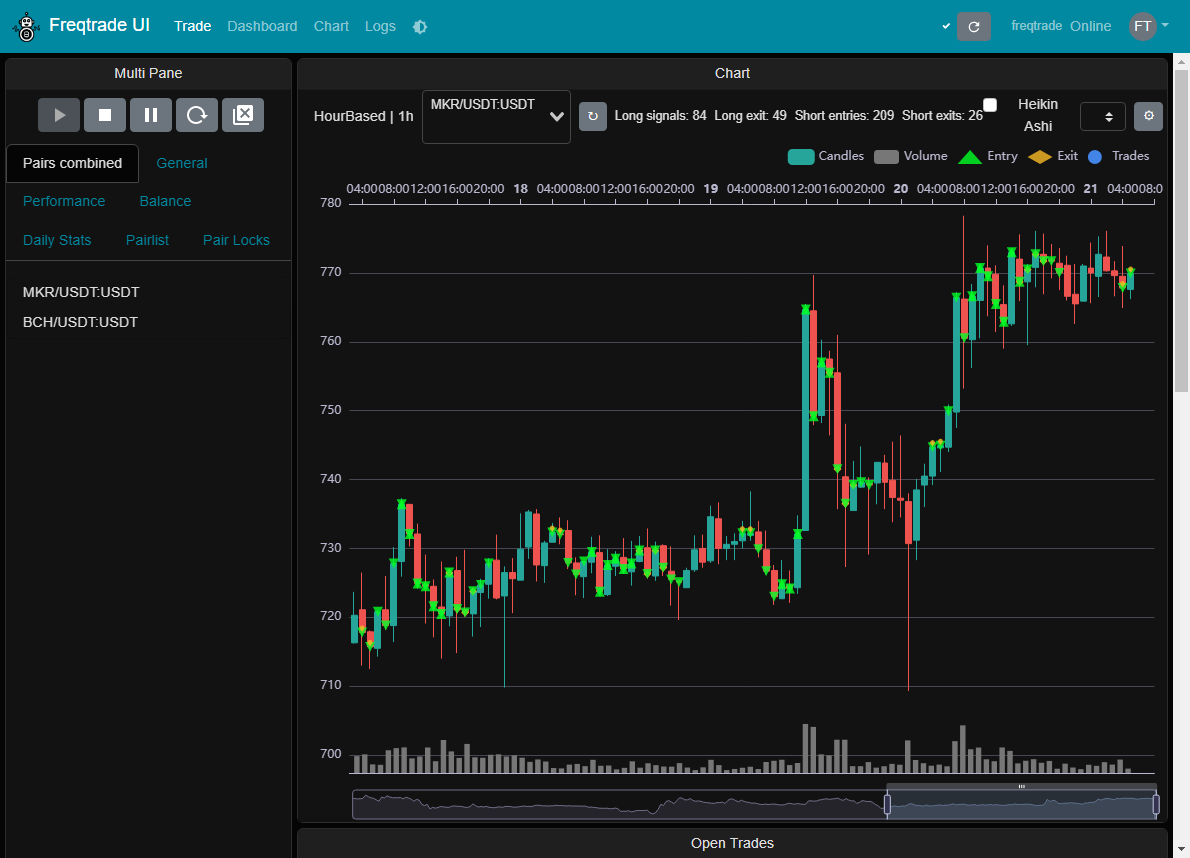 Freqtrade UI Trade Dashboard Chart Logs freqtrade Online FT
Multi Pane
Pairs combined General
Performance Balance
Daily Stats Pairlist Pair Locks
MKR/USDT:USDT
BCH/USDT:USDT
Chart
HourBased | 1h MKR/USDT:USDT Long signals: 84 Long exit: 49 Short entries: 209 Short exits: 26 Heikin
Ashi
Candles Volume Entry Exit Trades
04:00 08:00 12:00 16:00 20:00 18 04:00 08:00 12:00 16:00 20:00 19 04:00 08:00 12:00 16:00 20:00 20 04:00 08:00 12:00 16:00 20:00 21 04:00 08:0
780
770
760
750
740
730
720
710
700
Open Trades